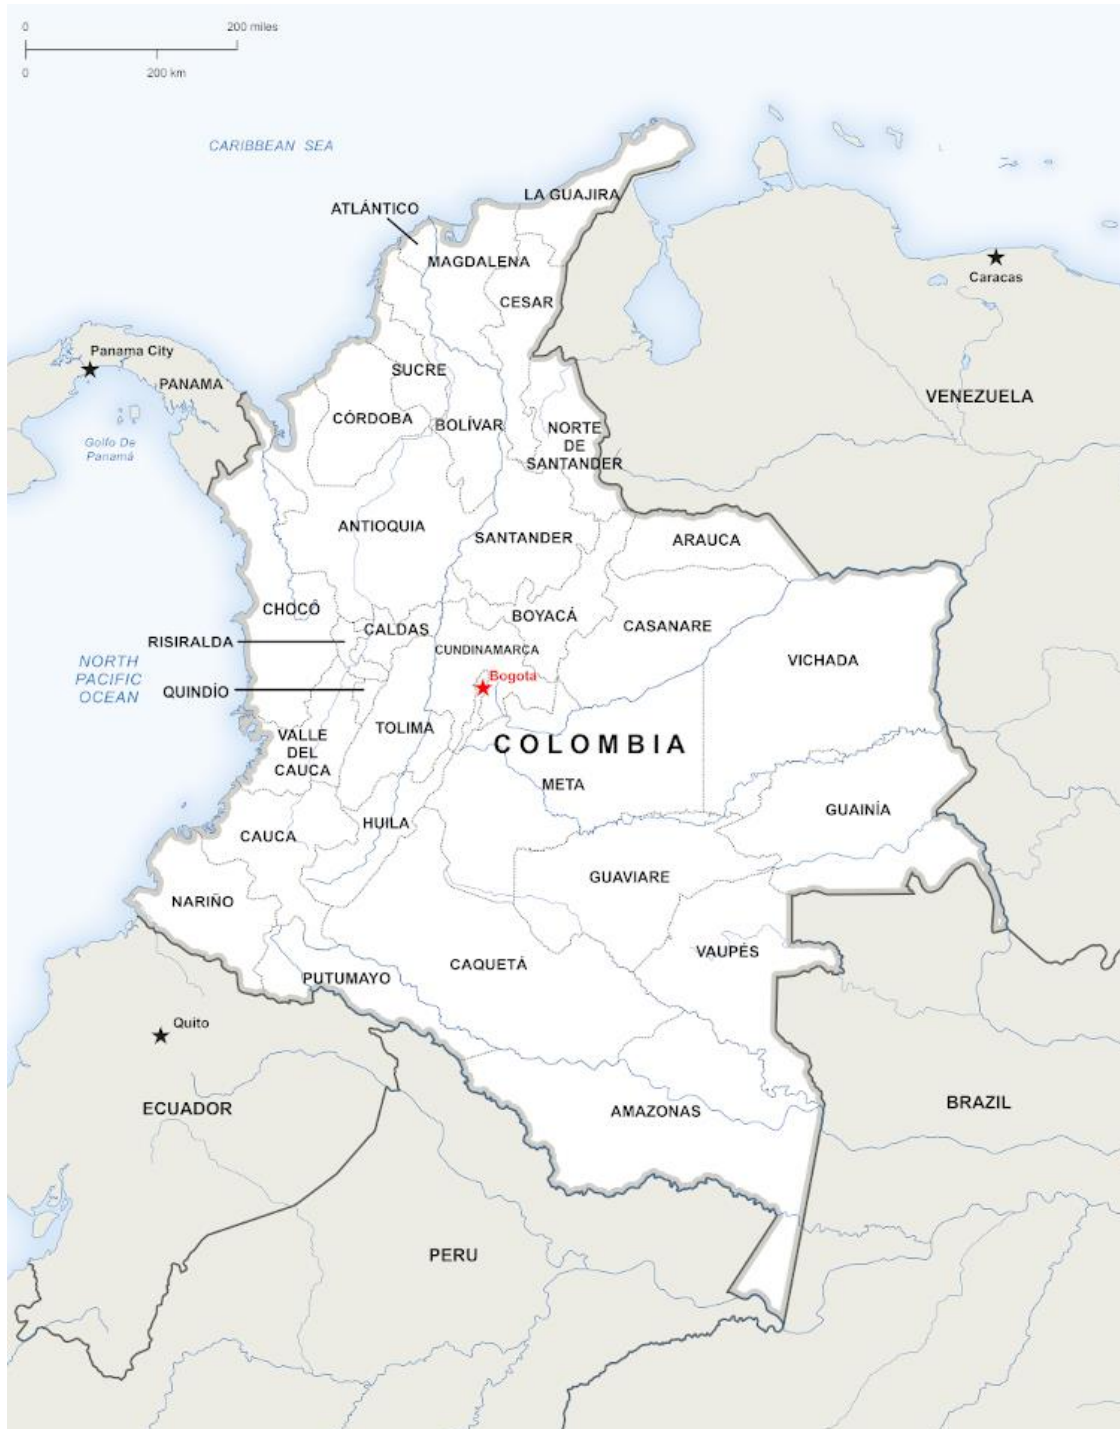 0
200 miles
0
200 km
CARIBBEAN SEA
LA GUAJIRA
ATLÁNTICO
MAGDALENA
Caracas
CESAR
Panama City
SUCRE
PANAMA
VENEZUELA
CÓRDOBA
BOLÍVAR
NORTE
DE
SANTANDER
Golfo De
Panamá
ANTIOQUIA
SANTANDER
ARAUCA
CHOCÔ
BOYACÁ
CALDAS
CASANARE
RISIRALDA
CUNDINAMARCA
NORTH
PACIFIC
OCEAN
VICHADA
Bogota
QUINDÍO
TOLIMA
VALLE
DEL
CAUCA
COLOMBIA
META
GUAINÍA
HUILA
CAUCA
GUAVIARE
NARIÑO
VAUPÉS
CAQUETÁ
PUTUMAYO
Quito
ECUADOR
AMAZONAS
BRAZIL
PERU